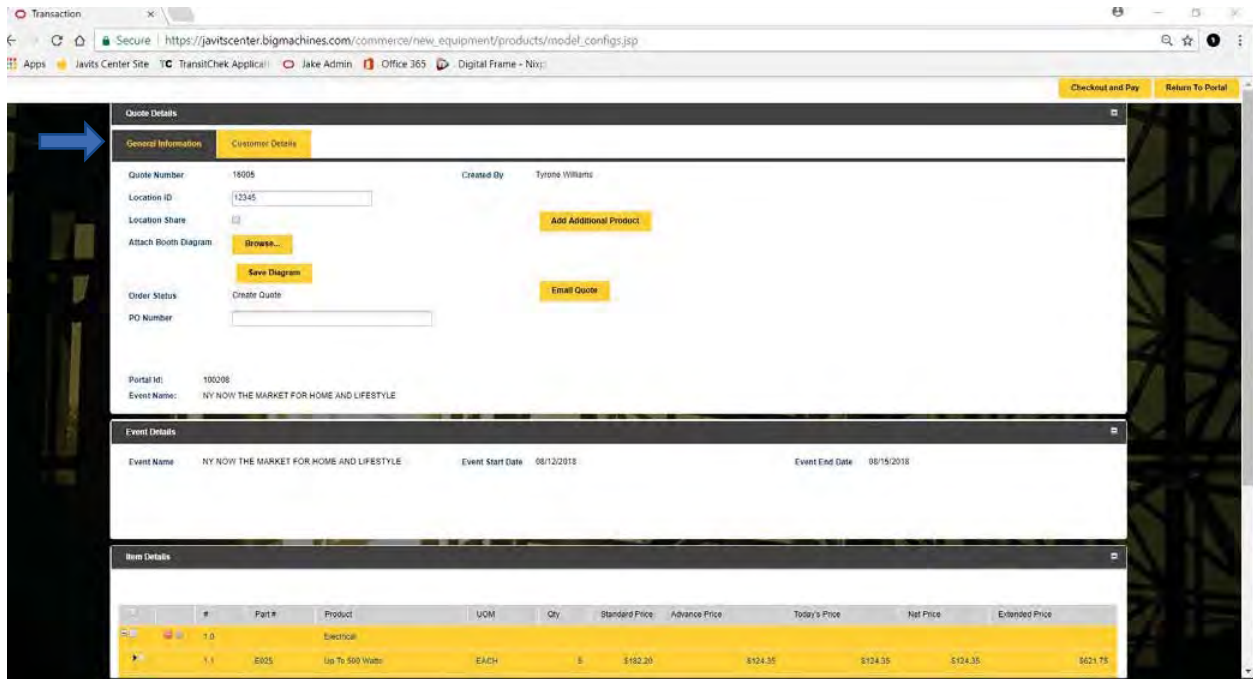 Transaction
Secure https://javitscenter.bigmachines.com/commerce/new_equipment/products/model_configs.jsp
Apps Javits Center Site TC TransitChek Applicati Jake Admin Office 365 Digital Frame - Nix
Checkout and Pay Return To Portal
Quote Details
General Information Customer Details
Quote Number 16005 Created By Tyrone Williams
Location ID 12345
Location Share Add Additional Product
Attach Booth Diagram Browse...
Save Diagram
Order Status Create Quote Email Quote
PO Number
Portal Id: 100208
Event Name: NY NOW THE MARKET FOR HOME AND LIFESTYLE
Event Details
Event Name NY NOW THE MARKET FOR HOME AND LIFESTYLE Event Start Date 08/12/2018 Event End Date 08/15/2018
Item Details
# Part # Product UOM Qty Standard Price Advance Price Today's Price Net Price Extended Price
1.0 Electrical
1.1 E025 Up To 500 Watts EACH 5 $182.20 $124.35 $124.35 $124.35 $621.75